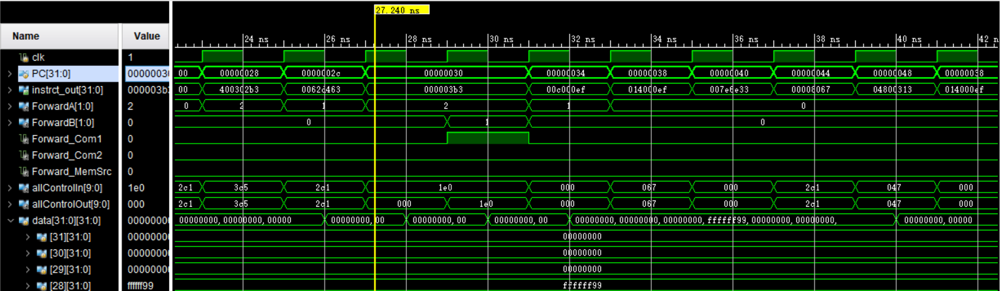 27.240 ns
Name Value
24 ns 26 ns 28 ns 30 ns 32 ns 34 ns 36 ns 38 ns 40 ns 42 n
clk 1
PC[31:0] 00000030 00 00000028 0000002c 00000030 00000034 00000038 00000040 00000044 00000048 00000038
instrct_out[31:0] 000003b3 00 400302b3 0062d463 000003b3 00c000ef 014000ef 007e6e33 00008067 04800313 014000ef
ForwardA[1:0] 2 0 2 1 2 1 0
ForwardB[1:0] 0 0 1 0
Forward_Com1 0
Forward_Com2 0
Forward_MemSrc 0
allControlIn[9:0] 1e0 2c1 3d5 2c1 1e0 000 067 000 2c1 047 000
allControlOut[9:0] 000 2c1 3d5 2c1 000 1e0 000 067 000 2c1 047 000
data[31:0][31:0] 00000000 00000000, 00000000, 00000 00000000, 00 00000000, 00 00000000, 00 00000000, 00000000, 00000000, ffffff99, 00000000, 00000000, 00000000, 00000
[31][31:0] 00000000 00000000
[30][31:0] 00000000 00000000
[29][31:0] 00000000 00000000
[28][31:0] ffffff99 ffffff99